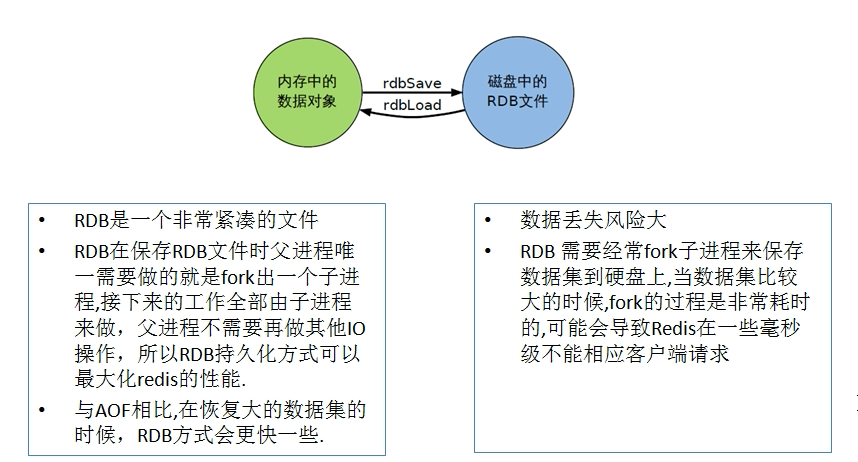 内存中的
数据对象
rdbSave
rdbLoad
磁盘中的
RDB文件
• RDB是一个非常紧凑的文件
• RDB在保存RDB文件时父进程唯
一需要做的就是fork出一个子进
程,接下来的工作全部由子进程
来做，父进程不需要再做其他IO
操作，所以RDB持久化方式可以
最大化redis的性能.
• 与AOF相比,在恢复大的数据集的
时候，RDB方式会更快一些.
• 数据丢失风险大
• RDB 需要经常fork子进程来保存
数据集到硬盘上,当数据集比较
大的时候,fork的过程是非常耗时
的,可能会导致Redis在一些毫秒
级不能相应客户端请求